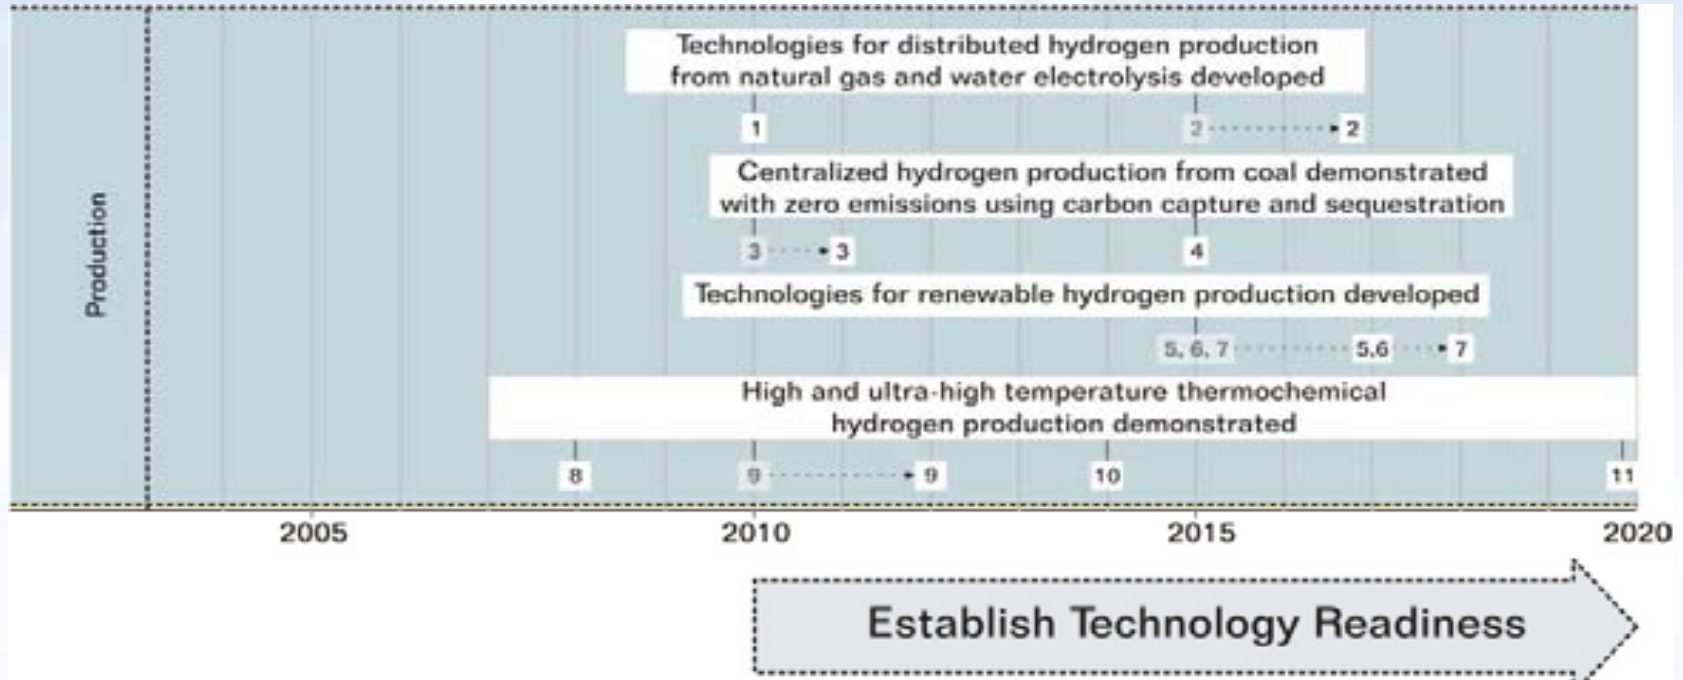 Production
Technologies for distributed hydrogen production
from natural gas and water electrolysis developed
1 2 2
Centralized hydrogen production from coal demonstrated
with zero emissions using carbon capture and sequestration
3 3 4
Technologies for renewable hydrogen production developed
5, 6, 7 5,6 7
High and ultra-high temperature thermochemical
hydrogen production demonstrated
8 9 9 10 11
2005 2010 2015 2020
Establish Technology Readiness